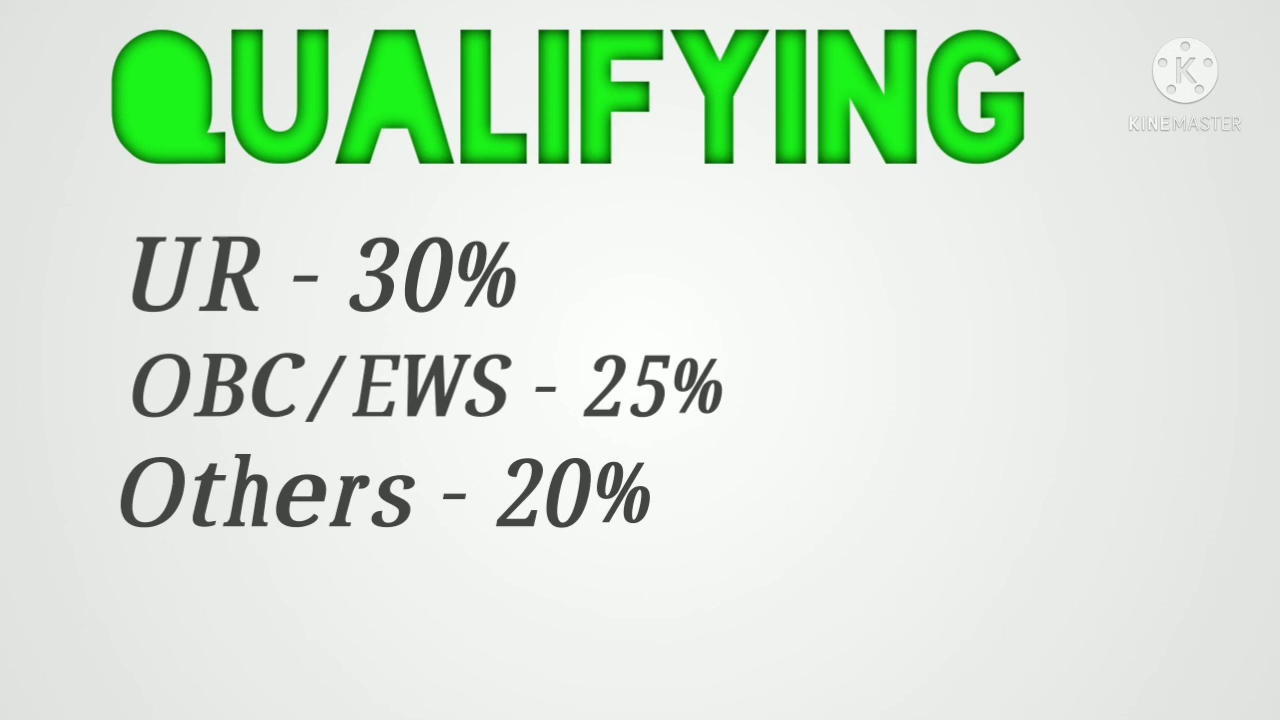 QUALIFYING
KINEMASTER
UR - 30%
OBC/EWS - 25%
Others - 20%